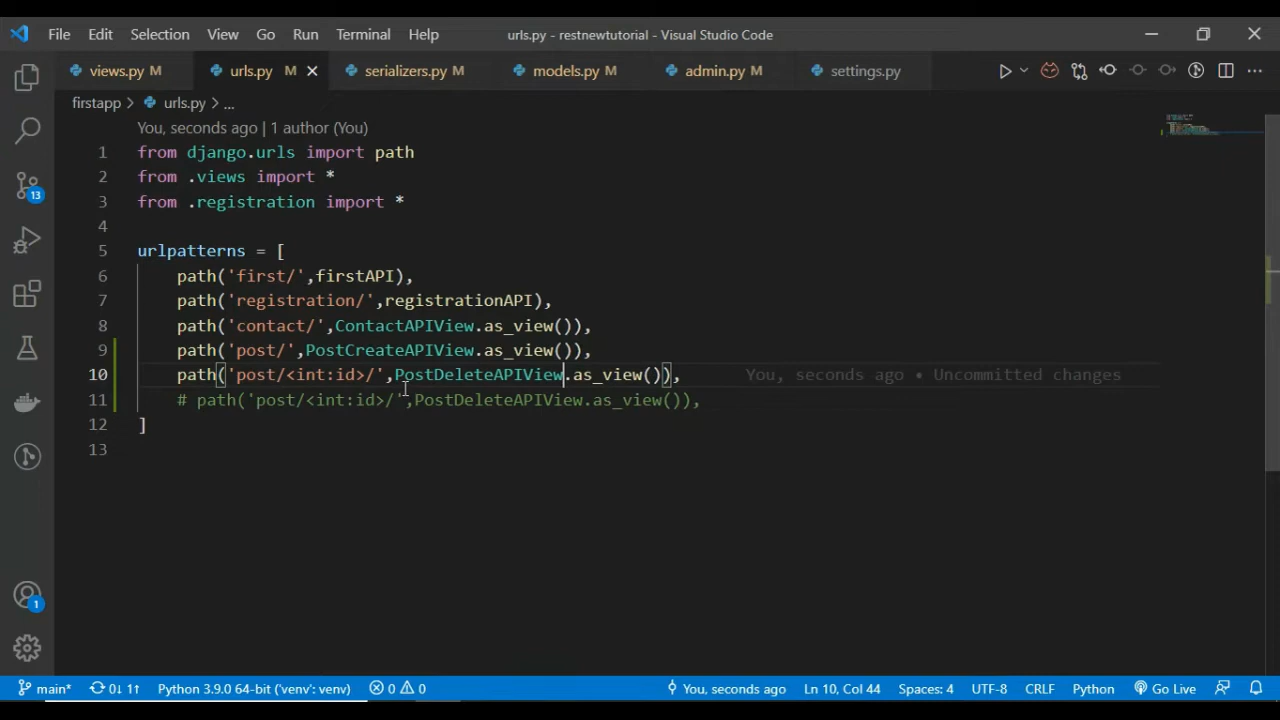 File Edit Selection View Go Run Terminal Help urls.py - restnewtutorial - Visual Studio Code
views.py M urls.py M serializers.py M models.py M admin.py M settings.py
firstapp > urls.py > ...
You, seconds ago | 1 author (You)
1 from django.urls import path
2 from .views import *
3 from .registration import *
4
5 urlpatterns = [
6 path('first/',firstAPI),
7 path('registration/',registrationAPI),
8 path('contact/',ContactAPIView.as_view()),
9 path('post/',PostCreateAPIView.as_view()),
10 path('post/<int:id>/',PostDeleteAPIView.as_view()), You, seconds ago • Uncommitted changes
11 # path('post/<int:id>/',PostDeleteAPIView.as_view()),
12 ]
13
13
1
main* 0↓ 1↑ Python 3.9.0 64-bit ('venv': venv) 0 0 You, seconds ago Ln 10, Col 44 Spaces: 4 UTF-8 CRLF Python Go Live